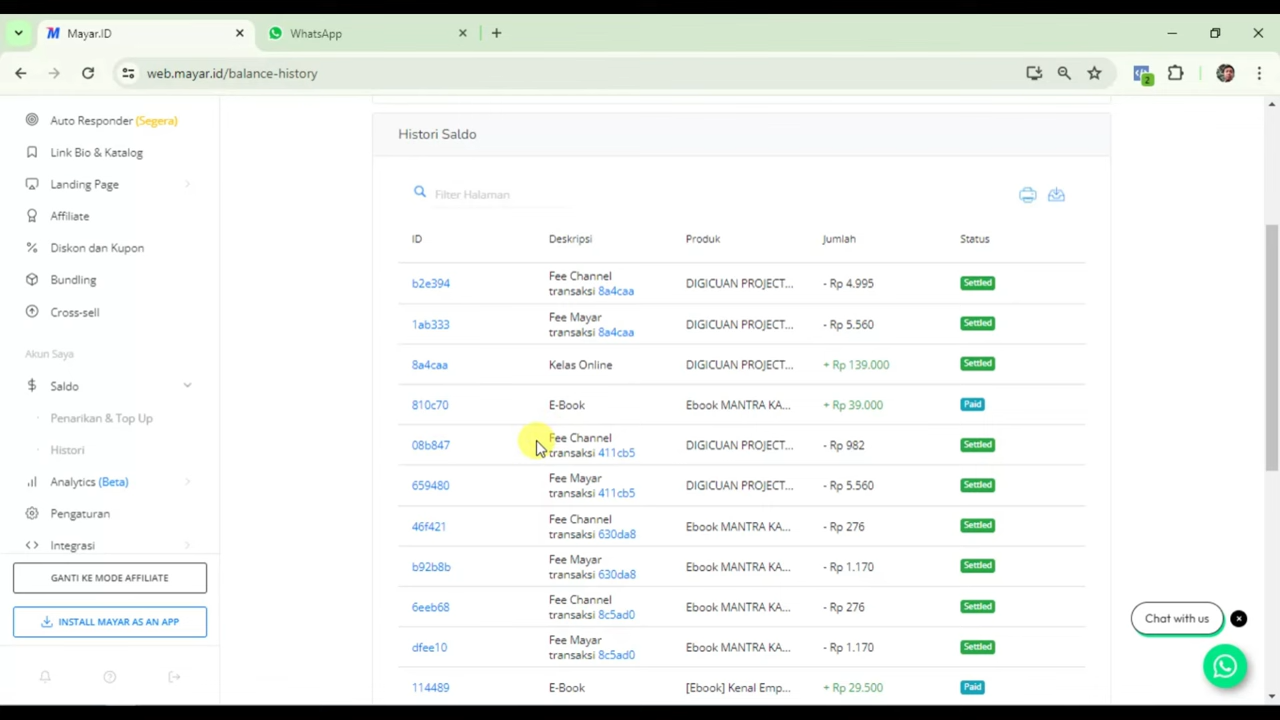 Mayar.ID
WhatsApp
web.mayar.id/balance-history
2
Auto Responder (Segera)
Link Bio & Katalog
Landing Page
Affiliate
Diskon dan Kupon
Bundling
Cross-sell
Akun Saya
Saldo
Penarikan & Top Up
Histori
Analytics (Beta)
Pengaturan
Integrasi
GANTI KE MODE AFFILIATE
INSTALL MAYAR AS AN APP
Histori Saldo
Filter Halaman
ID Deskripsi Produk Jumlah Status
b2e394 Fee Channel transaksi 8a4caa DIGICUAN PROJECT... - Rp 4.995 Settled
1ab333 Fee Mayar transaksi 8a4caa DIGICUAN PROJECT... - Rp 5.560 Settled
8a4caa Kelas Online DIGICUAN PROJECT... + Rp 139.000 Settled
810c70 E-Book Ebook MANTRA KA... + Rp 39.000 Paid
08b847 Fee Channel transaksi 411cb5 DIGICUAN PROJECT... - Rp 982 Settled
659480 Fee Mayar transaksi 411cb5 DIGICUAN PROJECT... - Rp 5.560 Settled
46f421 Fee Channel transaksi 630da8 Ebook MANTRA KA... - Rp 276 Settled
b92b8b Fee Mayar transaksi 630da8 Ebook MANTRA KA... - Rp 1.170 Settled
6eeb68 Fee Channel transaksi 8c5ad0 Ebook MANTRA KA... - Rp 276 Settled
dfee10 Fee Mayar transaksi 8c5ad0 Ebook MANTRA KA... - Rp 1.170 Settled
114489 E-Book [Ebook] Kenal Emp... + Rp 29.500 Paid
Chat with us